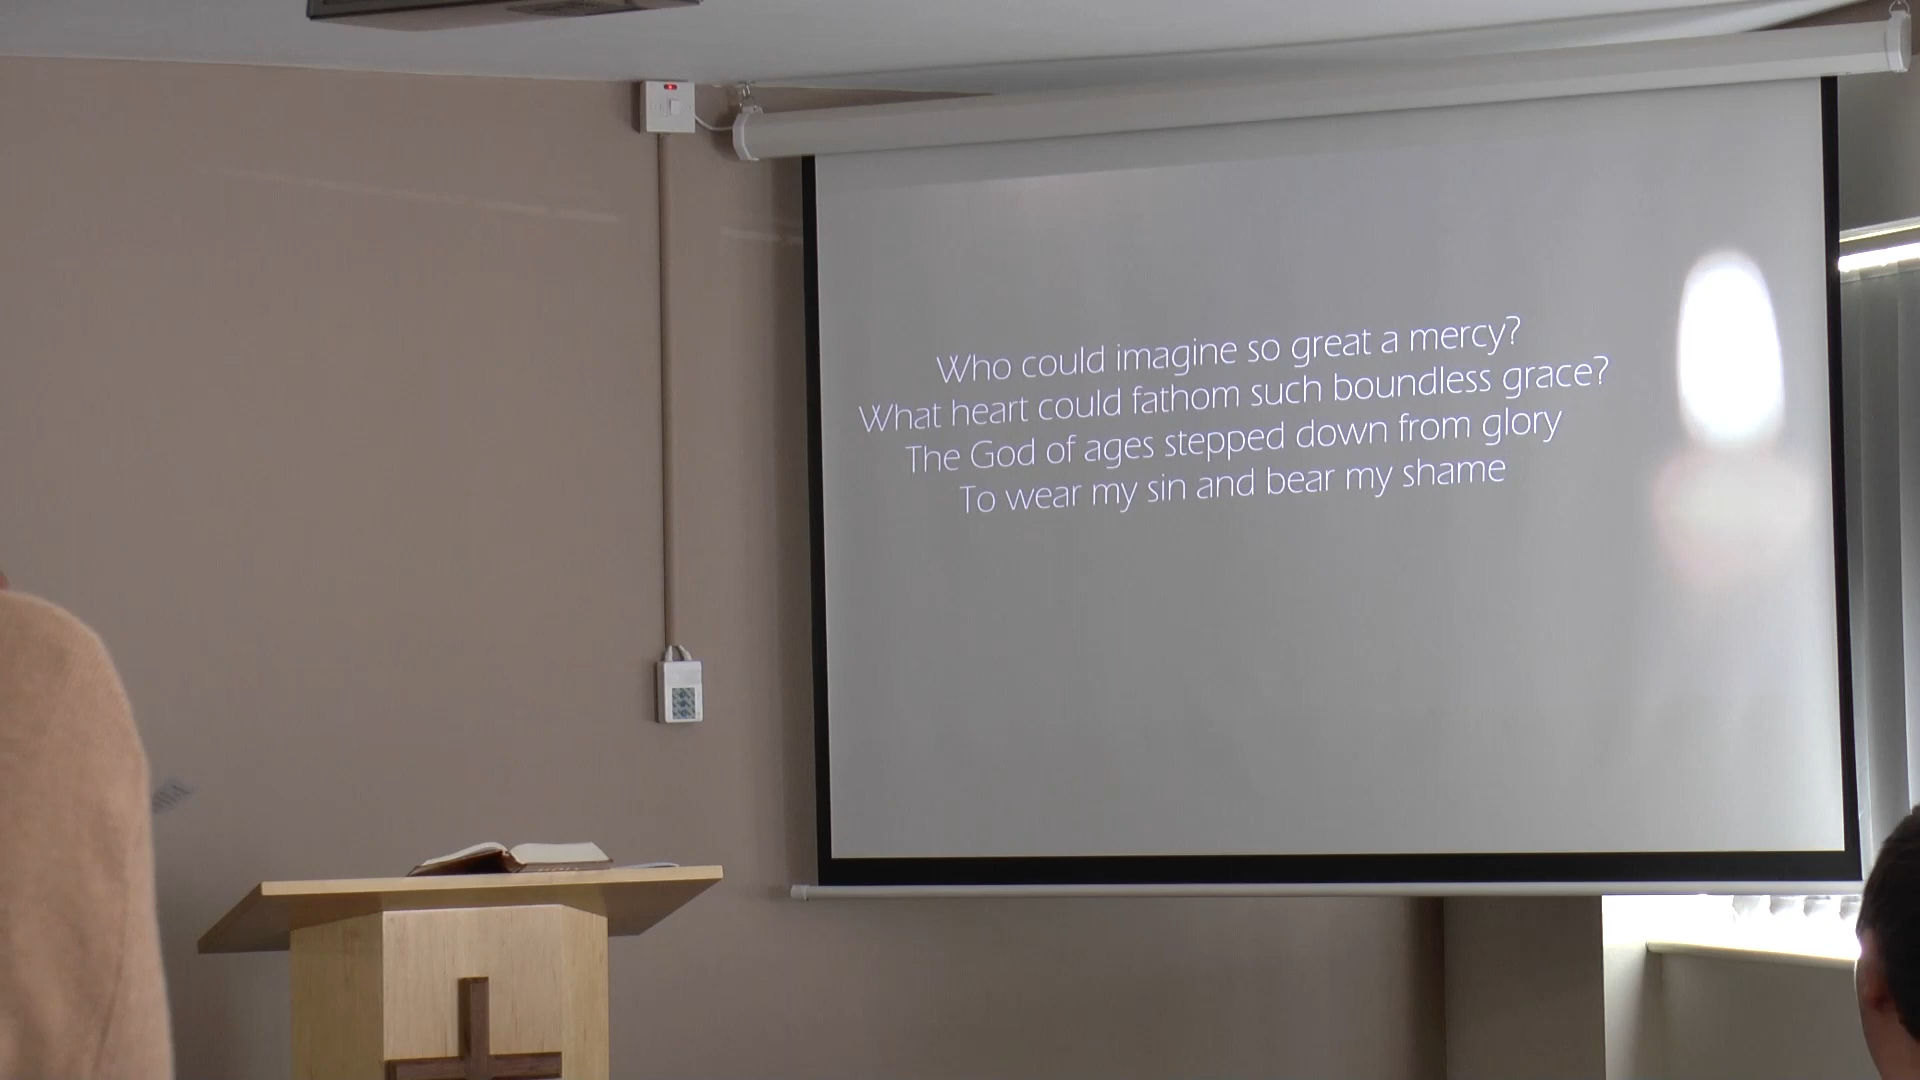 Who could imagine so great a mercy?
What heart could fathom such boundless grace?
The God of ages stepped down from glory
To wear my sin and bear my shame